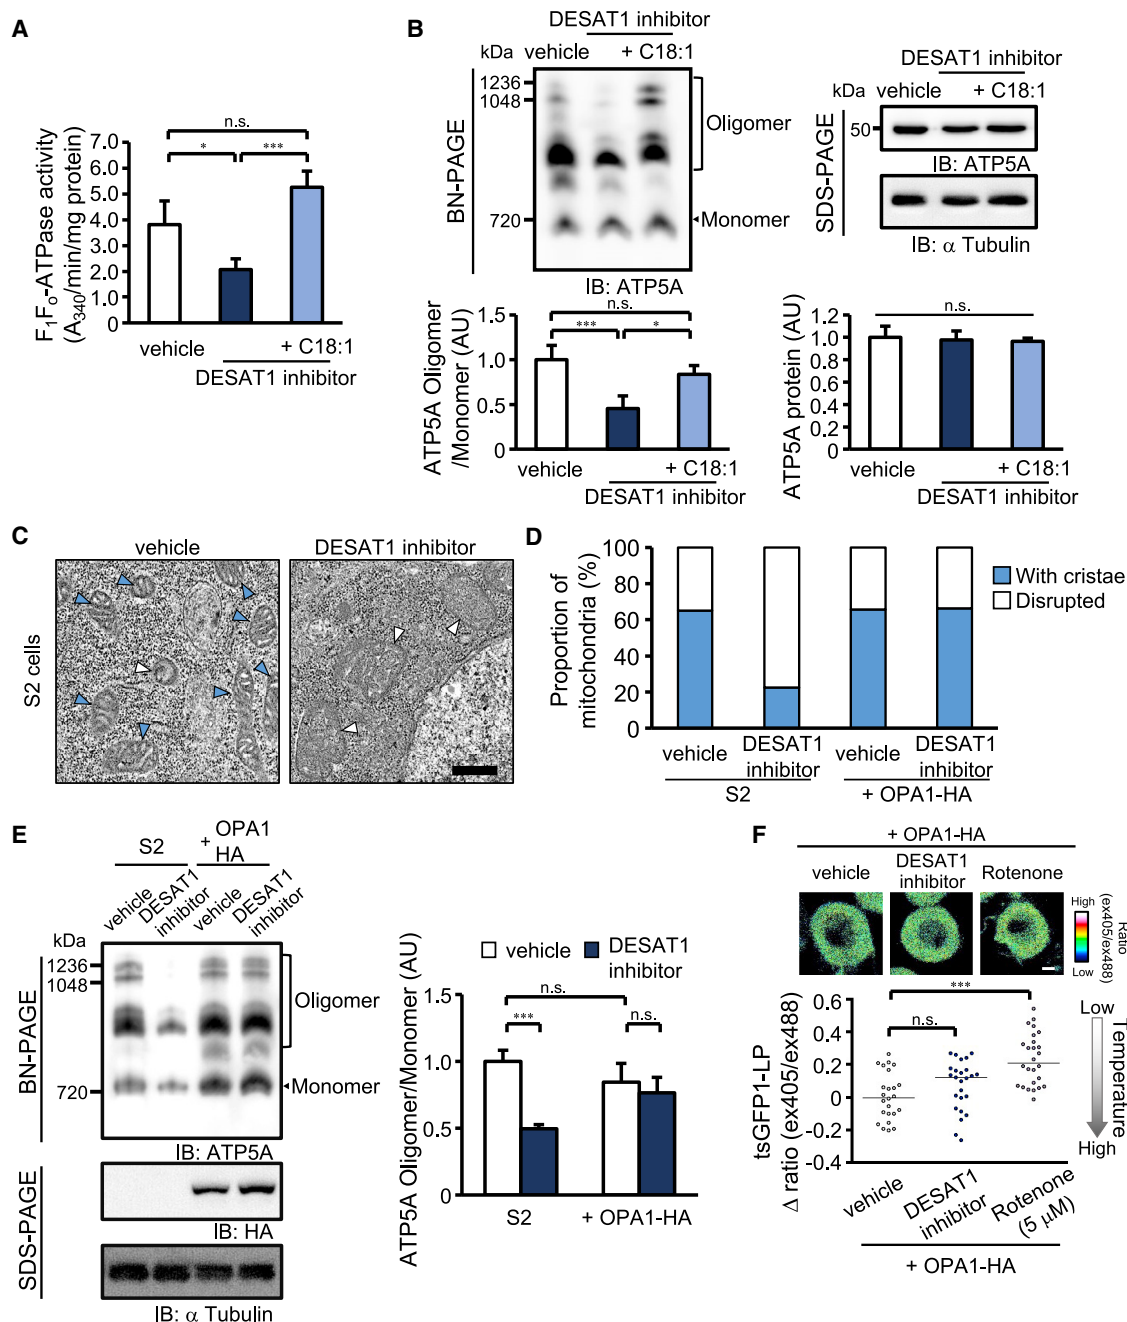 A
n.s.
* ***
F1Fo-ATPase activity
(A340/min/mg protein)
7.0
6.0
5.0
4.0
3.0
2.0
1.0
0
vehicle
+ C18:1
DESAT1 inhibitor
B
DESAT1 inhibitor
kDa vehicle + C18:1
BN-PAGE
1236
1048
720
Oligomer
Monomer
IB: ATP5A
DESAT1 inhibitor
kDa vehicle + C18:1
SDS-PAGE
50
IB: ATP5A
IB: α Tubulin
n.s.
*** *
ATP5A Oligomer
/Monomer (AU)
1.5
1.0
0.5
0
vehicle + C18:1
DESAT1 inhibitor
n.s.
ATP5A protein (AU)
1.2
1.0
0.8
0.6
0.4
0.2
0
vehicle + C18:1
DESAT1 inhibitor
C
vehicle DESAT1 inhibitor
S2 cells
D
Proportion of
mitochondria (%)
100
80
60
40
20
0
With cristae
Disrupted
vehicle DESAT1 inhibitor vehicle DESAT1 inhibitor
S2 + OPA1-HA
E
S2 + OPA1 HA
vehicle DESAT1 inhibitor vehicle DESAT1 inhibitor
kDa
BN-PAGE
1236
1048
720
Oligomer
Monomer
IB: ATP5A
SDS-PAGE
IB: HA
IB: α Tubulin
vehicle DESAT1 inhibitor
ATP5A Oligomer/Monomer (AU)
n.s.
*** n.s.
1.5
1.0
0.5
0
S2 + OPA1-HA
F
+ OPA1-HA
vehicle DESAT1 inhibitor Rotenone
High
Low
Ratio
(ex405/ex488)
tsGFP1-LP
Δ ratio (ex405/ex488)
***
n.s.
0.6
0.4
0.2
0
-0.2
-0.4
Low
Temperature
High
vehicle
DESAT1 inhibitor
Rotenone (5 μM)
+ OPA1-HA